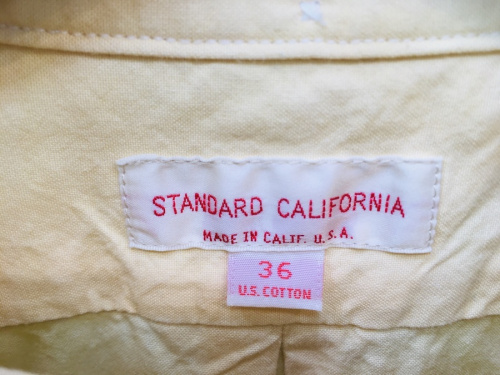 STANDARD CALIFORNIA
MADE IN CALIF. U.S.A.
36
U.S. COTTON